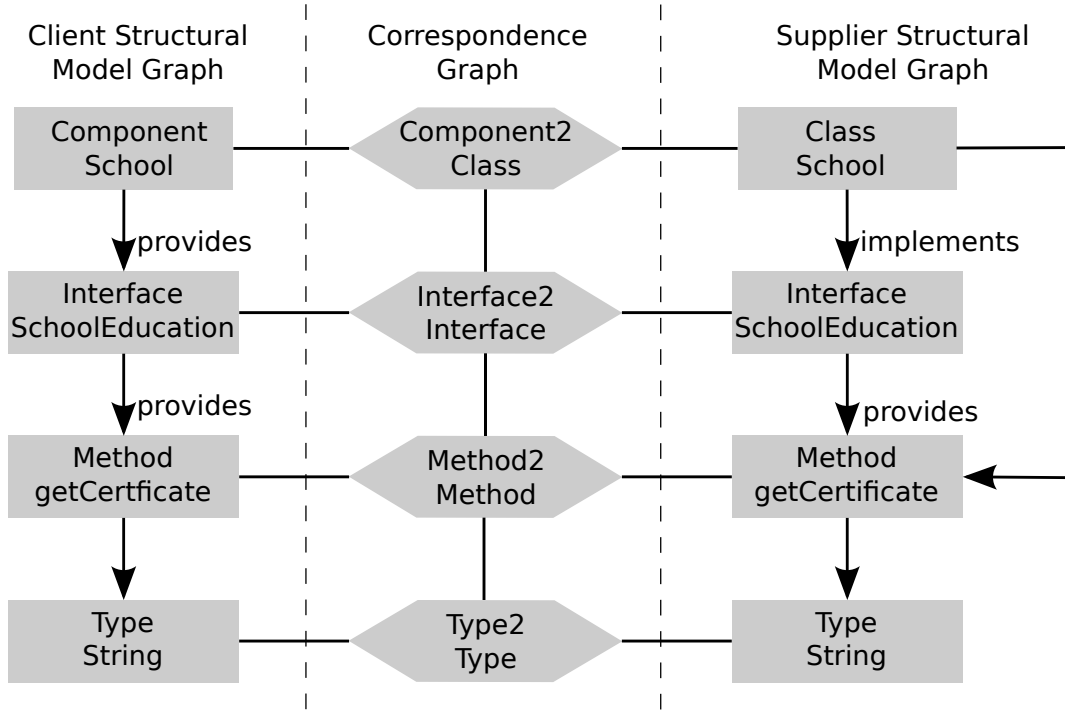 Client Structural
Model Graph
Correspondence
Graph
Supplier Structural
Model Graph
Component
School
Component2
Class
Class
School
provides
implements
Interface
SchoolEducation
Interface2
Interface
Interface
SchoolEducation
provides
provides
Method
getCertficate
Method2
Method
Method
getCertificate
Type
String
Type2
Type
Type
String